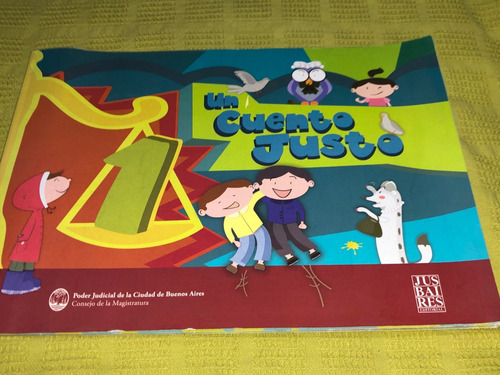 Un
Cuento
Justo
1
Poder Judicial de la Ciudad de Buenos Aires
Consejo de la Magistratura
JUS
BAI
RES
EDITORIAL